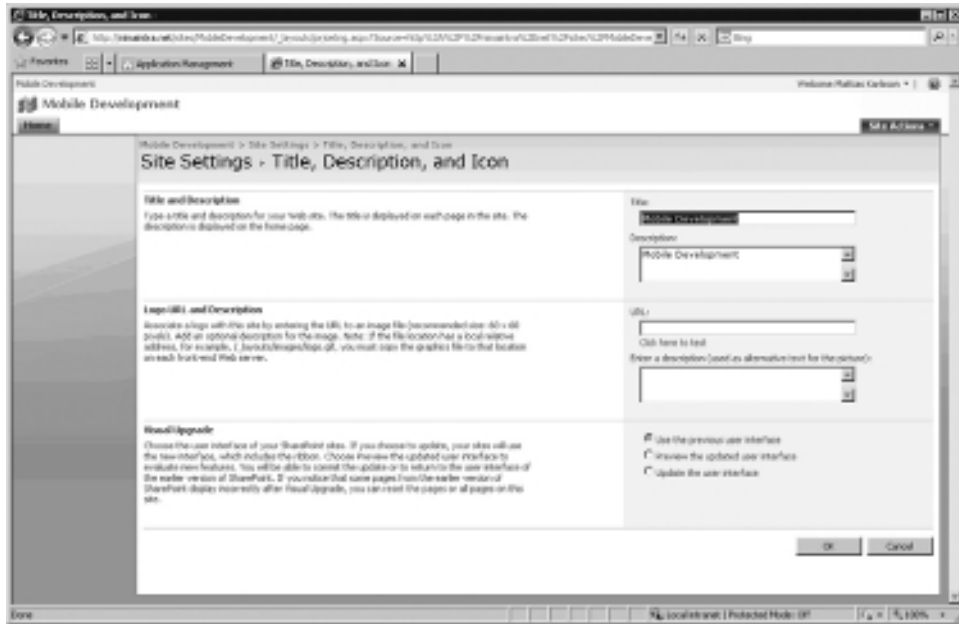 Title, Description, and Icon
Bing
Favorites
Application Management
Title, Description, and Icon
Mobile Development
Welcome Mattias Karlsson
Mobile Development
Home
Site Actions
Mobile Development > Site Settings > Title, Description, and Icon
Site Settings › Title, Description, and Icon
Title and Description
Type a title and description for your Web site. The title is displayed on each page in the site. The
description is displayed on the home page.
Title:
Mobile Development
Description:
Mobile Development
Logo URL and Description
Associate a logo with this site by entering the URL to an image file (recommended size: 60 x 60
pixels). Add an optional description for the image. Note: If the file location has a local relative
address, for example, /_layouts/images/logo.gif, you must copy the graphics file to that location
on each front-end Web server.
URL:
Click here to test
Enter a description (used as alternative text for the picture):
Visual Upgrade
Choose the user interface of your SharePoint sites. If you choose to update, your sites will use
the new interface, which includes the ribbon. Choose Preview the updated user interface to
evaluate new features. You will be able to commit the update or to return to the user interface of
the earlier version of SharePoint. If you notice that some pages from the earlier version of
SharePoint display incorrectly after Visual Upgrade, you can reset the pages or all pages on this
site.
Use the previous user interface
Preview the updated user interface
Update the user interface
OK
Cancel
Done
Local intranet | Protected Mode: Off
100%